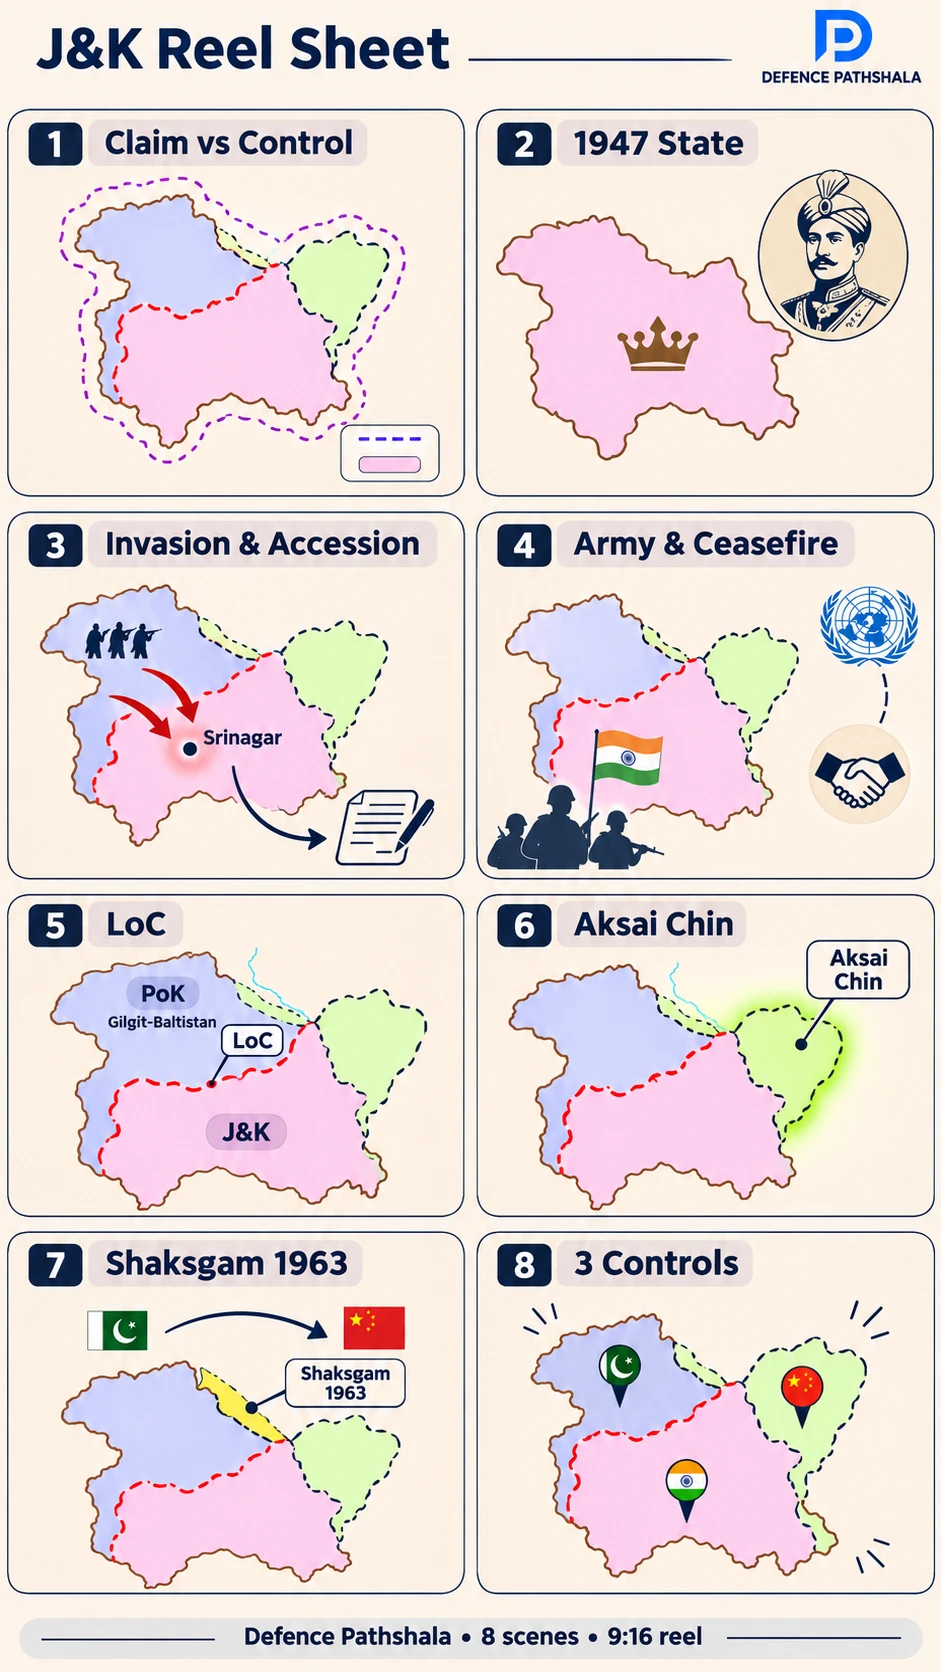 J&K Reel Sheet
DEFENCE PATHSHALA
1 Claim vs Control
2 1947 State
3 Invasion & Accession
Srinagar
4 Army & Ceasefire
5 LoC
PoK
Gilgit-Baltistan
LoC
J&K
6 Aksai Chin
Aksai
Chin
7 Shaksgam 1963
Shaksgam
1963
8 3 Controls
Defence Pathshala • 8 scenes • 9:16 reel